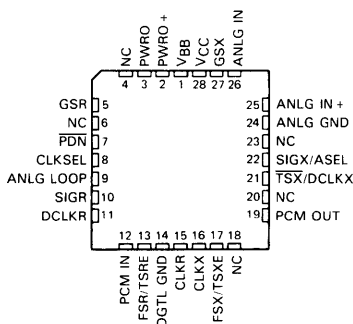 NC
PWRO
PWRO+
VBB
VCC
GSX
ANLG IN
4 3 2 1 28 27 26
GSR 5
NC 6
PDN 7
CLKSEL 8
ANLG LOOP 9
SIGR 10
DCLKR 11
25 ANLG IN+
24 ANLG GND
23 NC
22 SIGX/ASEL
21 TSX/DCLKX
20 NC
19 PCM OUT
12 13 14 15 16 17 18
PCM IN
FSR/TSRE
DGTL GND
CLKR
CLKX
FSX/TSXE
NC